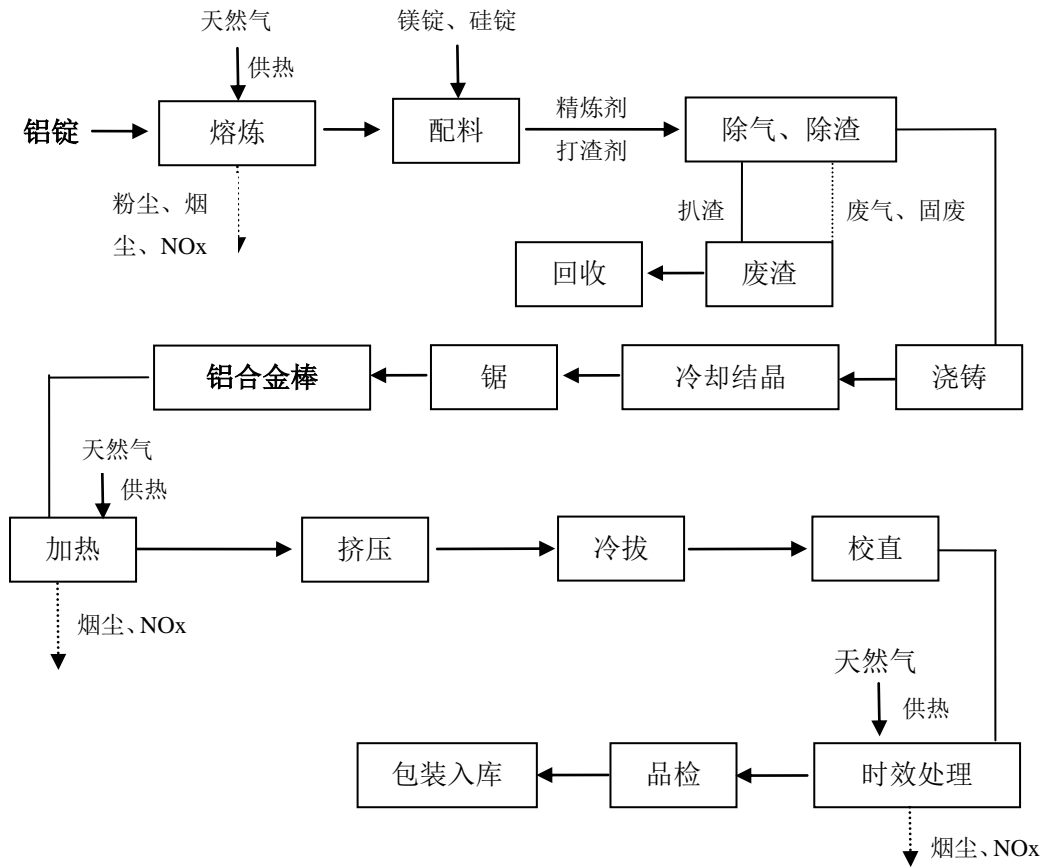 天然气
供热
镁锭、硅锭
铝锭
熔炼
配料
精炼剂
打渣剂
除气、除渣
粉尘、烟
尘、NOx
扒渣
废气、固废
回收
废渣
铝合金棒
锯
冷却结晶
浇铸
天然气
供热
加热
挤压
冷拔
校直
烟尘、NOx
天然气
供热
包装入库
品检
时效处理
烟尘、NOx